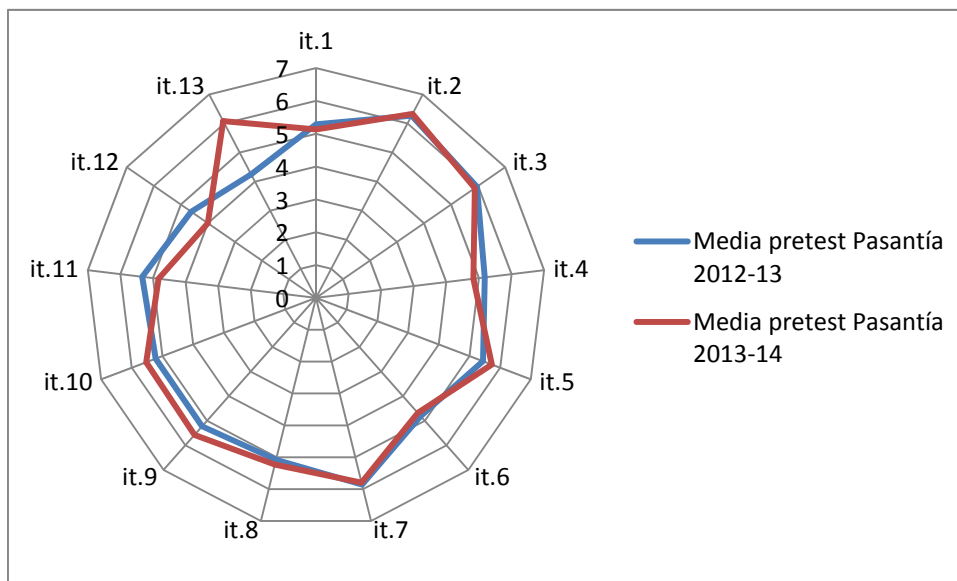 it.1
it.2
it.3
it.4
it.5
it.6
it.7
it.8
it.9
it.10
it.11
it.12
it.13
7
6
5
4
3
2
1
0
Media pretest Pasantía
2012-13
Media pretest Pasantía
2013-14